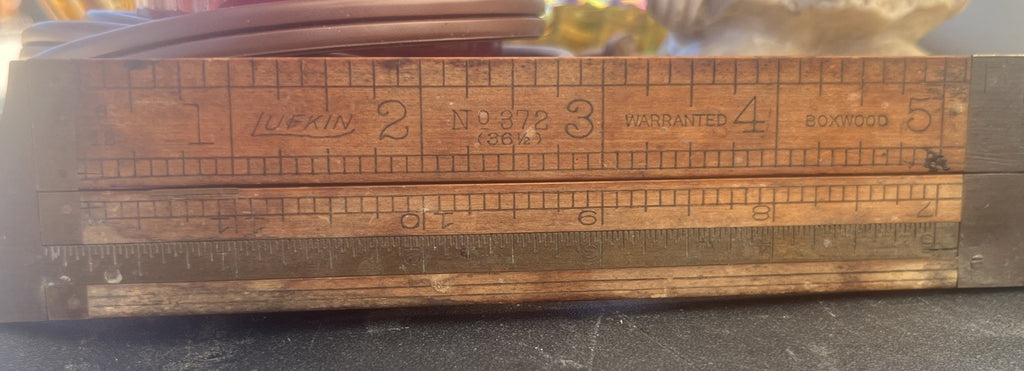 1 LUFKIN 2 No 372 3 WARRANTED 4 BOXWOOD 5
(36½)
11 10 9 8 7